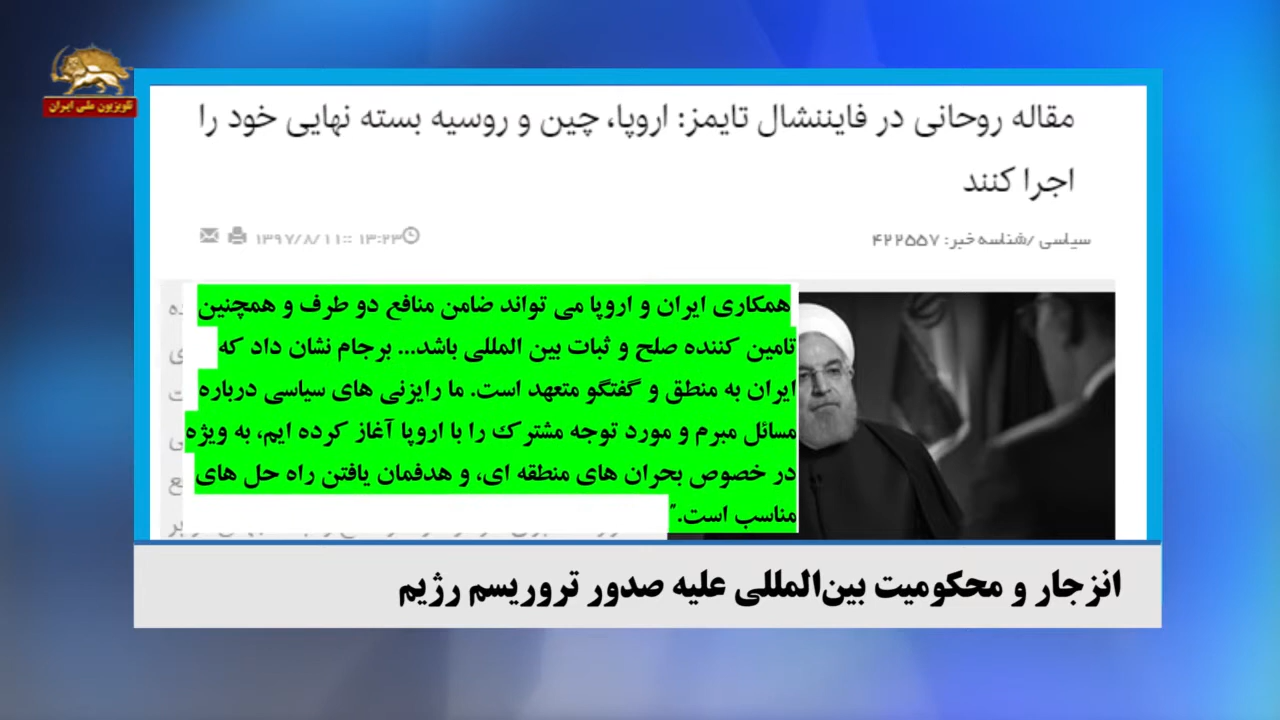 تلویزیون ملی ایران
مقاله روحانی در فایننشال تایمز: اروپا، چین و روسیه بسته نهایی خود را
اجرا کنند
سیاسی /شناسه خبر: ۴۲۲۵۵۷
۱۳۹۷/۸/۱۱ :: ۱۳:۲۳
همکاری ایران و اروپا می تواند ضامن منافع دو طرف و همچنین
تامین کننده صلح و ثبات بین المللی باشد... برجام نشان داد که
ایران به منطق و گفتگو متعهد است. ما رایزنی های سیاسی درباره
مسائل مبرم و مورد توجه مشترک را با اروپا آغاز کرده ایم، به ویژه
در خصوص بحران های منطقه ای، و هدفمان یافتن راه حل های
مناسب است."
انزجار و محکومیت بین‌المللی علیه صدور تروریسم رژیم